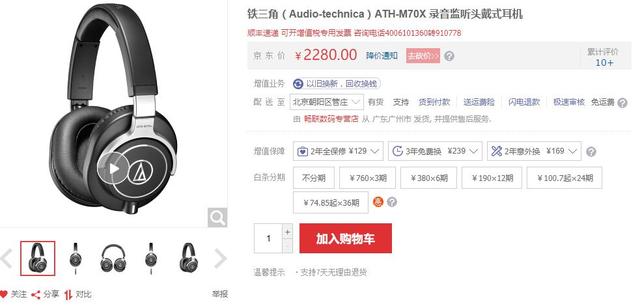 铁三角（Audio-technica）ATH-M70X 录音监听头戴式耳机
顺丰速递 可开增值税专用发票 咨询电话4006101360转910778
京东价 ￥2280.00 降价通知 去砍价>> ?
累计评价
10+
增值业务 以旧换新，回收换钱
配送至 北京朝阳区管庄 有货 支持 货到付款 送运费险 闪电退款 极速审核 免运费 ?
由 畅联数码专营店 从 广东广州市 发货，并提供售后服务.
增值保障 2年全保修 ￥129 3年免费换 ￥239 2年意外换 ￥169 ?
白条分期 不分期 ￥760×3期 ￥380×6期 ￥190×12期 ￥100.7起×24期
￥74.85起×36期 ?
1 + - 加入购物车
关注 分享 对比 举报
温馨提示 · 支持7天无理由退货